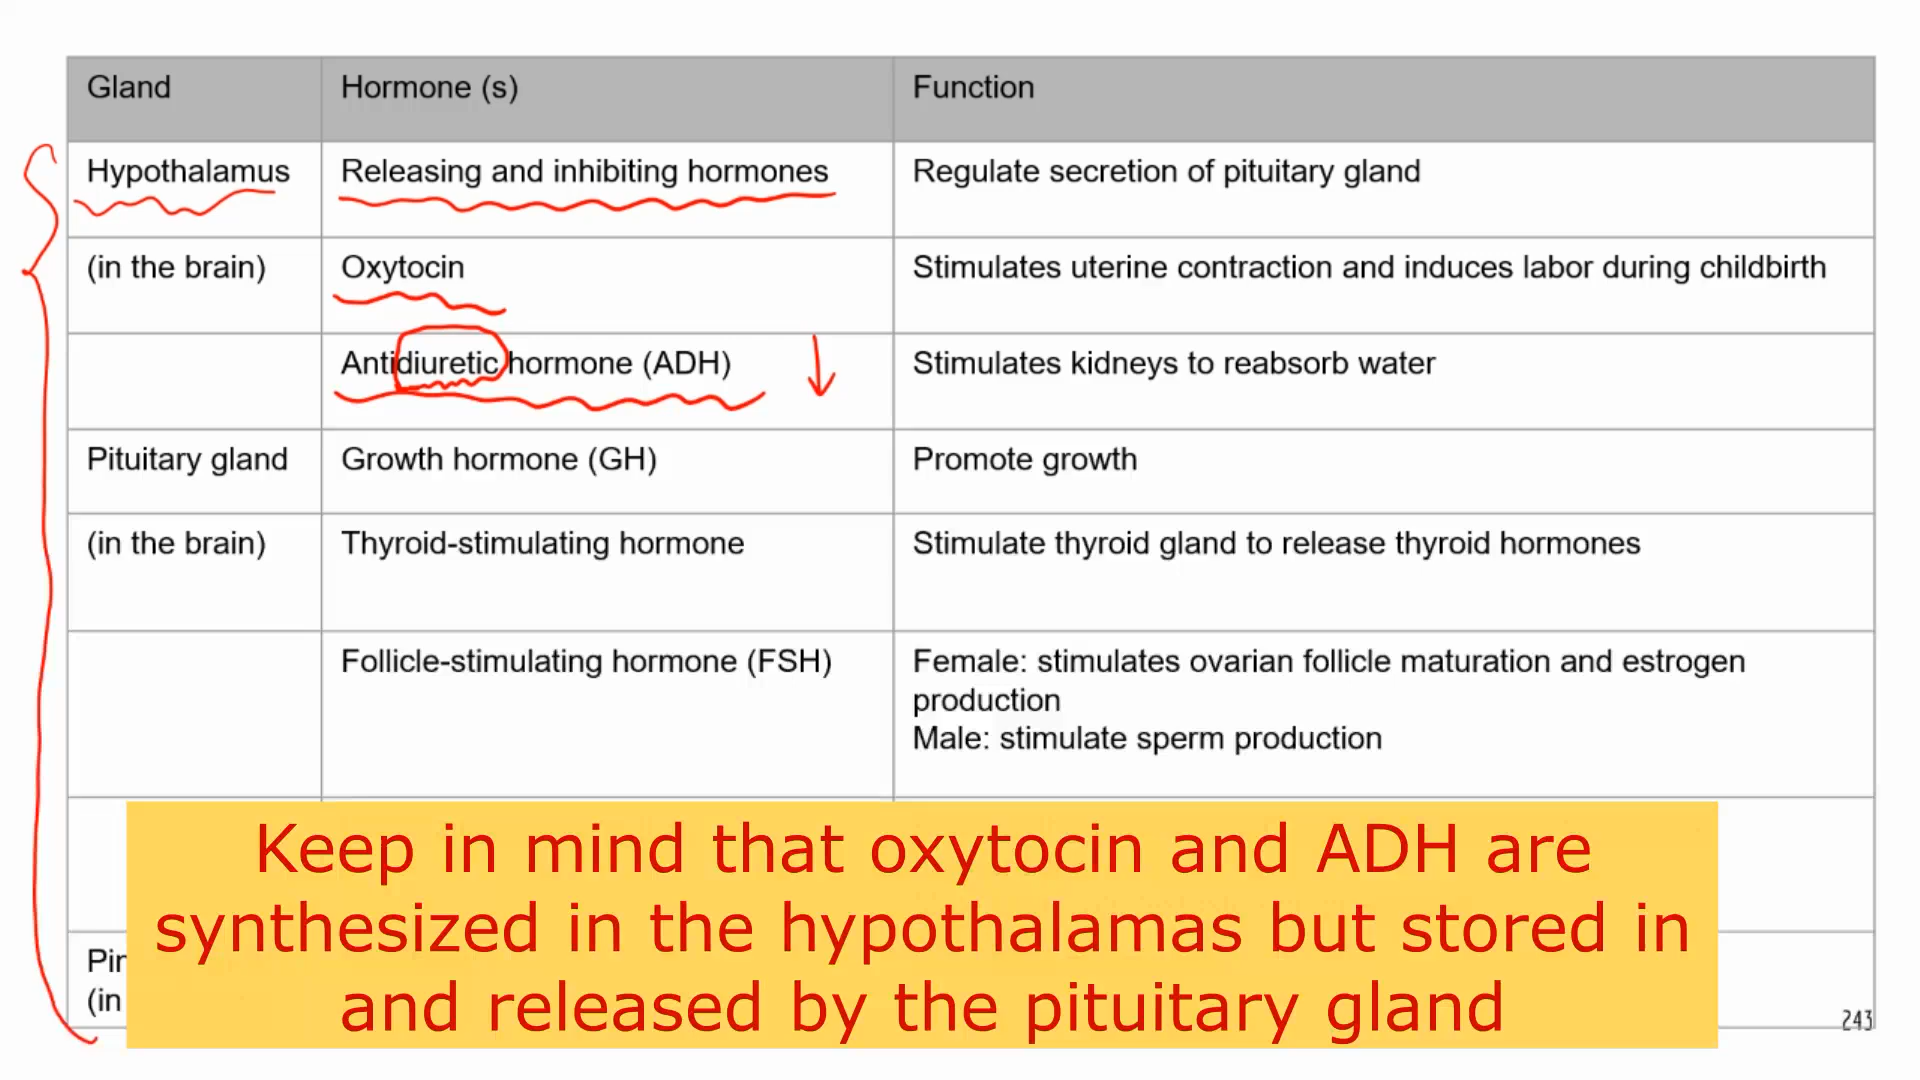 Gland Hormone (s) Function
Hypothalamus Releasing and inhibiting hormones Regulate secretion of pituitary gland
(in the brain) Oxytocin Stimulates uterine contraction and induces labor during childbirth
Antidiuretic hormone (ADH) Stimulates kidneys to reabsorb water
Pituitary gland Growth hormone (GH) Promote growth
(in the brain) Thyroid-stimulating hormone Stimulate thyroid gland to release thyroid hormones
Follicle-stimulating hormone (FSH) Female: stimulates ovarian follicle maturation and estrogen
production
Male: stimulate sperm production
Keep in mind that oxytocin and ADH are
synthesized in the hypothalamas but stored in
and released by the pituitary gland
(in
243